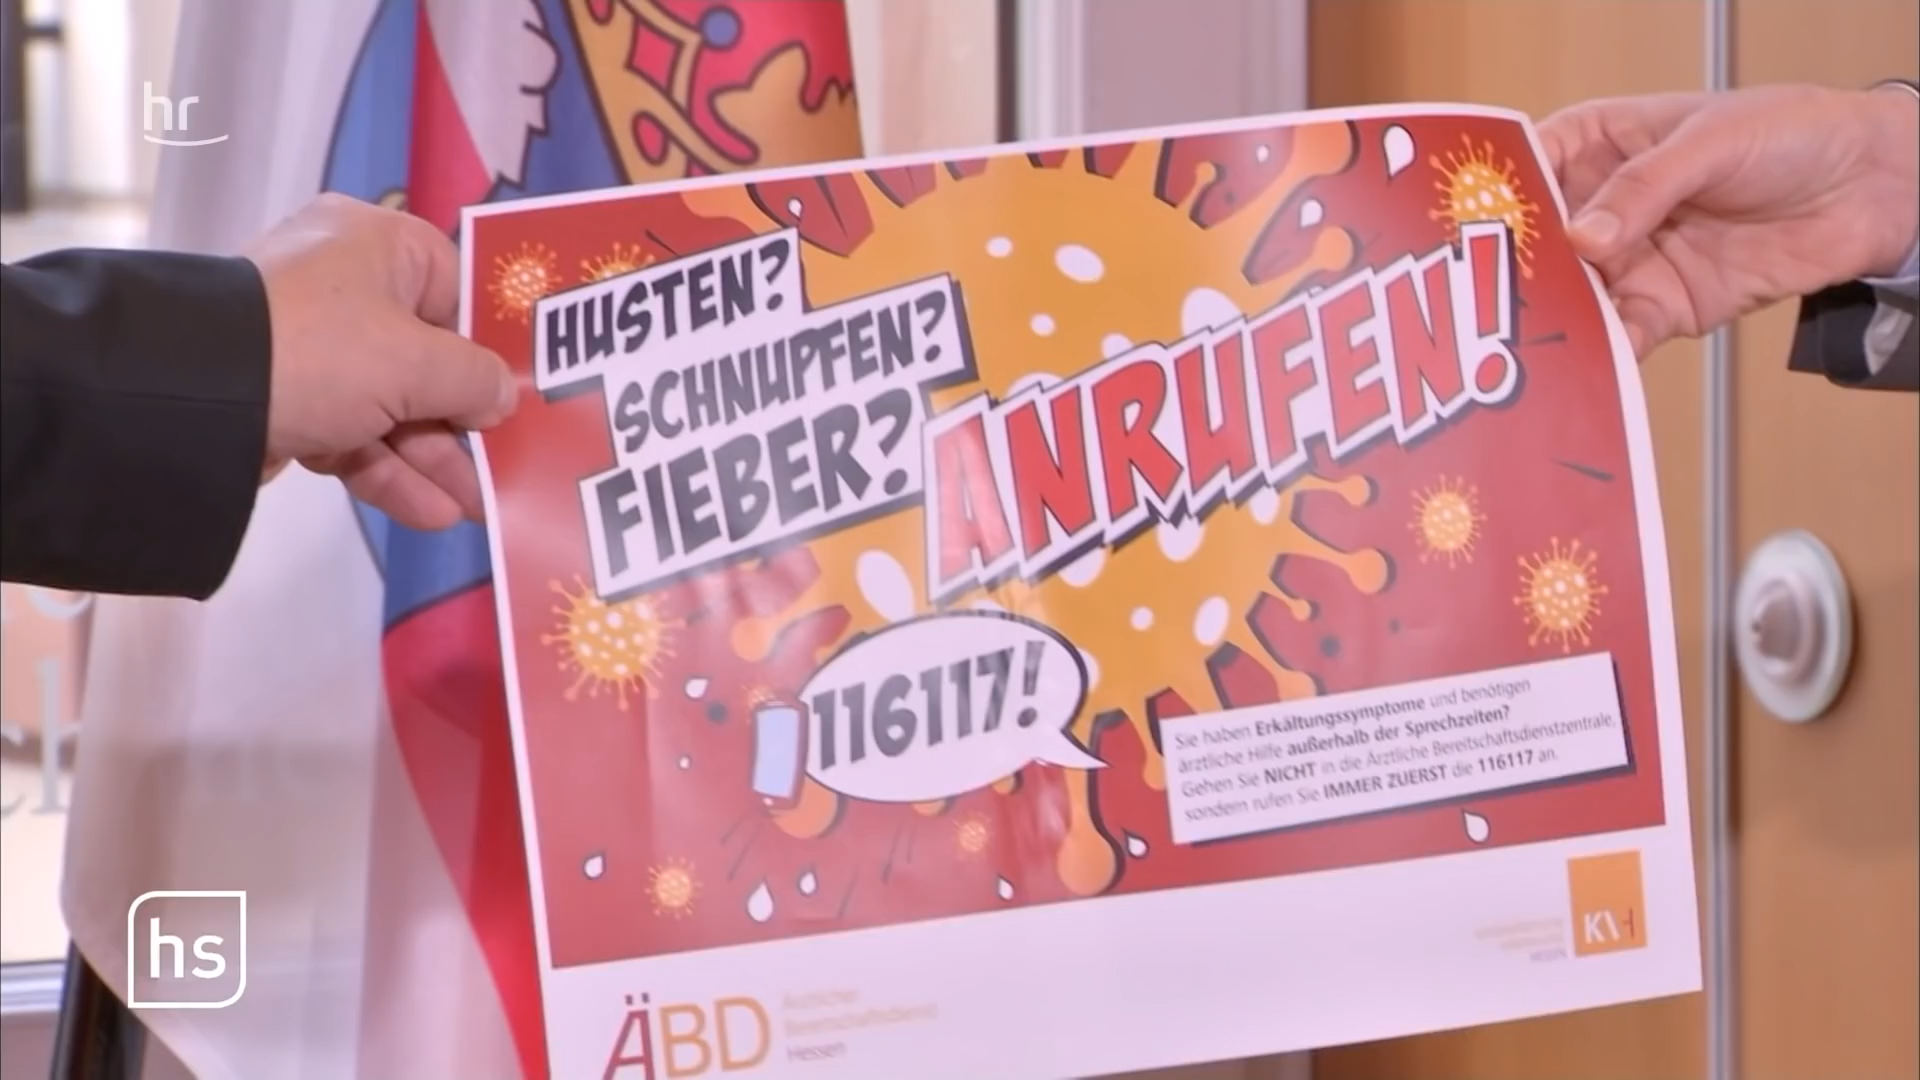 hr
HUSTEN?
SCHNUPFEN?
FIEBER?
ANRUFEN!
116117!
Sie haben Erkältungssymptome und benötigen
ärztliche Hilfe außerhalb der Sprechzeiten?
Gehen Sie NICHT in die Ärztliche Bereitschaftsdienstzentrale,
sondern rufen Sie IMMER ZUERST die 116117 an.
KVH
ÄBD
Ärztlicher
Bereitschaftsdienst
Hessen
hs